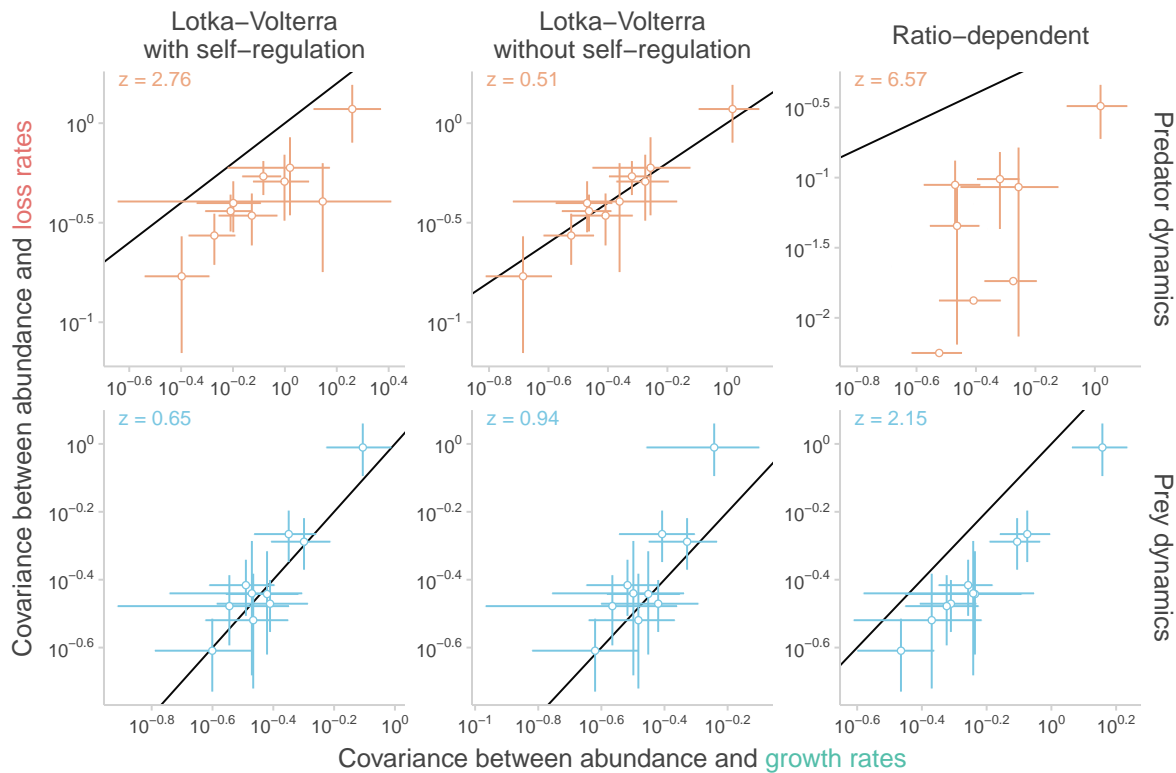 Lotka−Volterra
with self−regulation
Lotka−Volterra
without self−regulation
Ratio−dependent
z = 2.76
z = 0.51
z = 6.57
10^0
10^−0.5
10^−1
10^−0.5
10^−1
10^−1.5
10^−2
10^−0.6 10^−0.4 10^−0.2 10^0 10^0.2 10^0.4
10^−0.8 10^−0.6 10^−0.4 10^−0.2 10^0
10^−0.8 10^−0.6 10^−0.4 10^−0.2 10^0
Predator dynamics
z = 0.65
z = 0.94
z = 2.15
10^0
10^−0.2
10^−0.4
10^−0.6
10^0
10^−0.2
10^−0.4
10^−0.6
10^0
10^−0.2
10^−0.4
10^−0.6
10^−0.8 10^−0.6 10^−0.4 10^−0.2 10^0
10^−1 10^−0.8 10^−0.6 10^−0.4 10^−0.2
10^−0.6 10^−0.4 10^−0.2 10^0 10^0.2
Prey dynamics
Covariance between abundance and loss rates
Covariance between abundance and growth rates
10^0
10^−0.5
10^−1